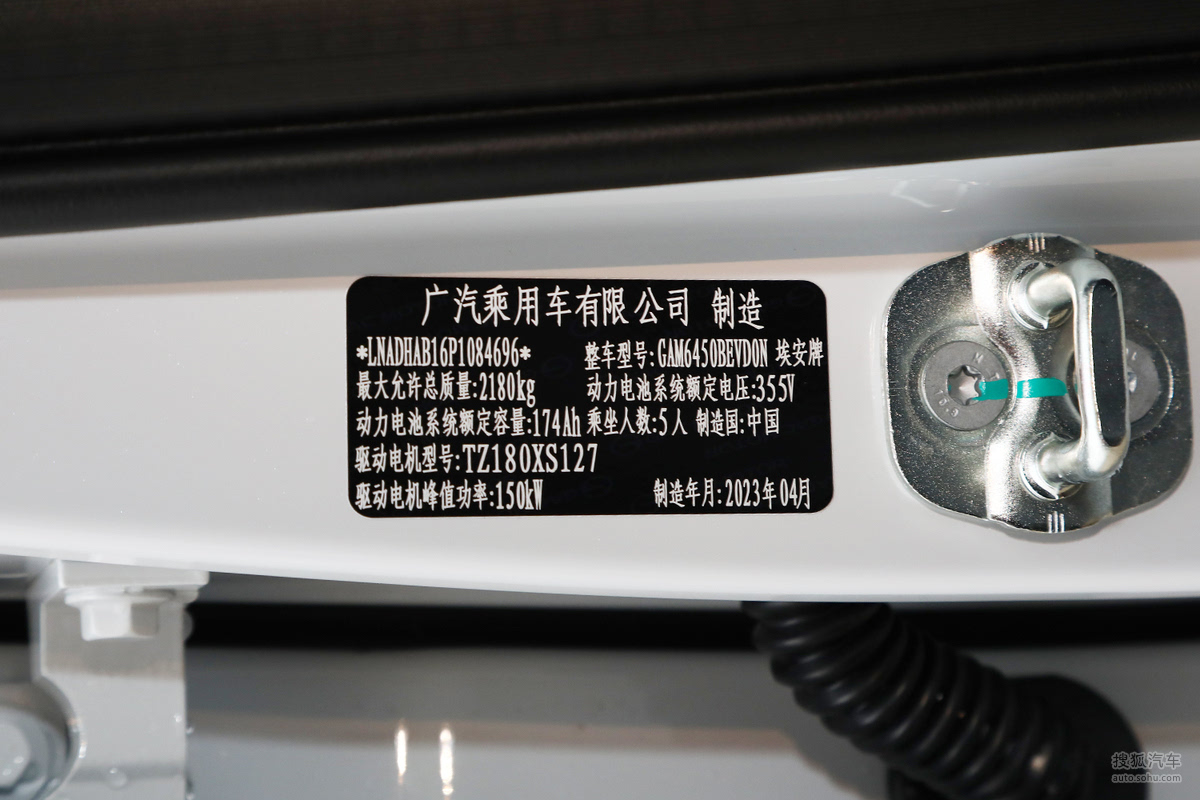 广汽乘用车有限公司 制造
*LNADHAB16P1084696* 整车型号:GAM6450BEVD0N 埃安牌
最大允许总质量:2180kg 动力电池系统额定电压:355V
动力电池系统额定容量:174Ah 乘坐人数:5人 制造国:中国
驱动电机型号:TZ180XS127
驱动电机峰值功率:150kW 制造年月:2023年04月
搜狐汽车
auto.sohu.com